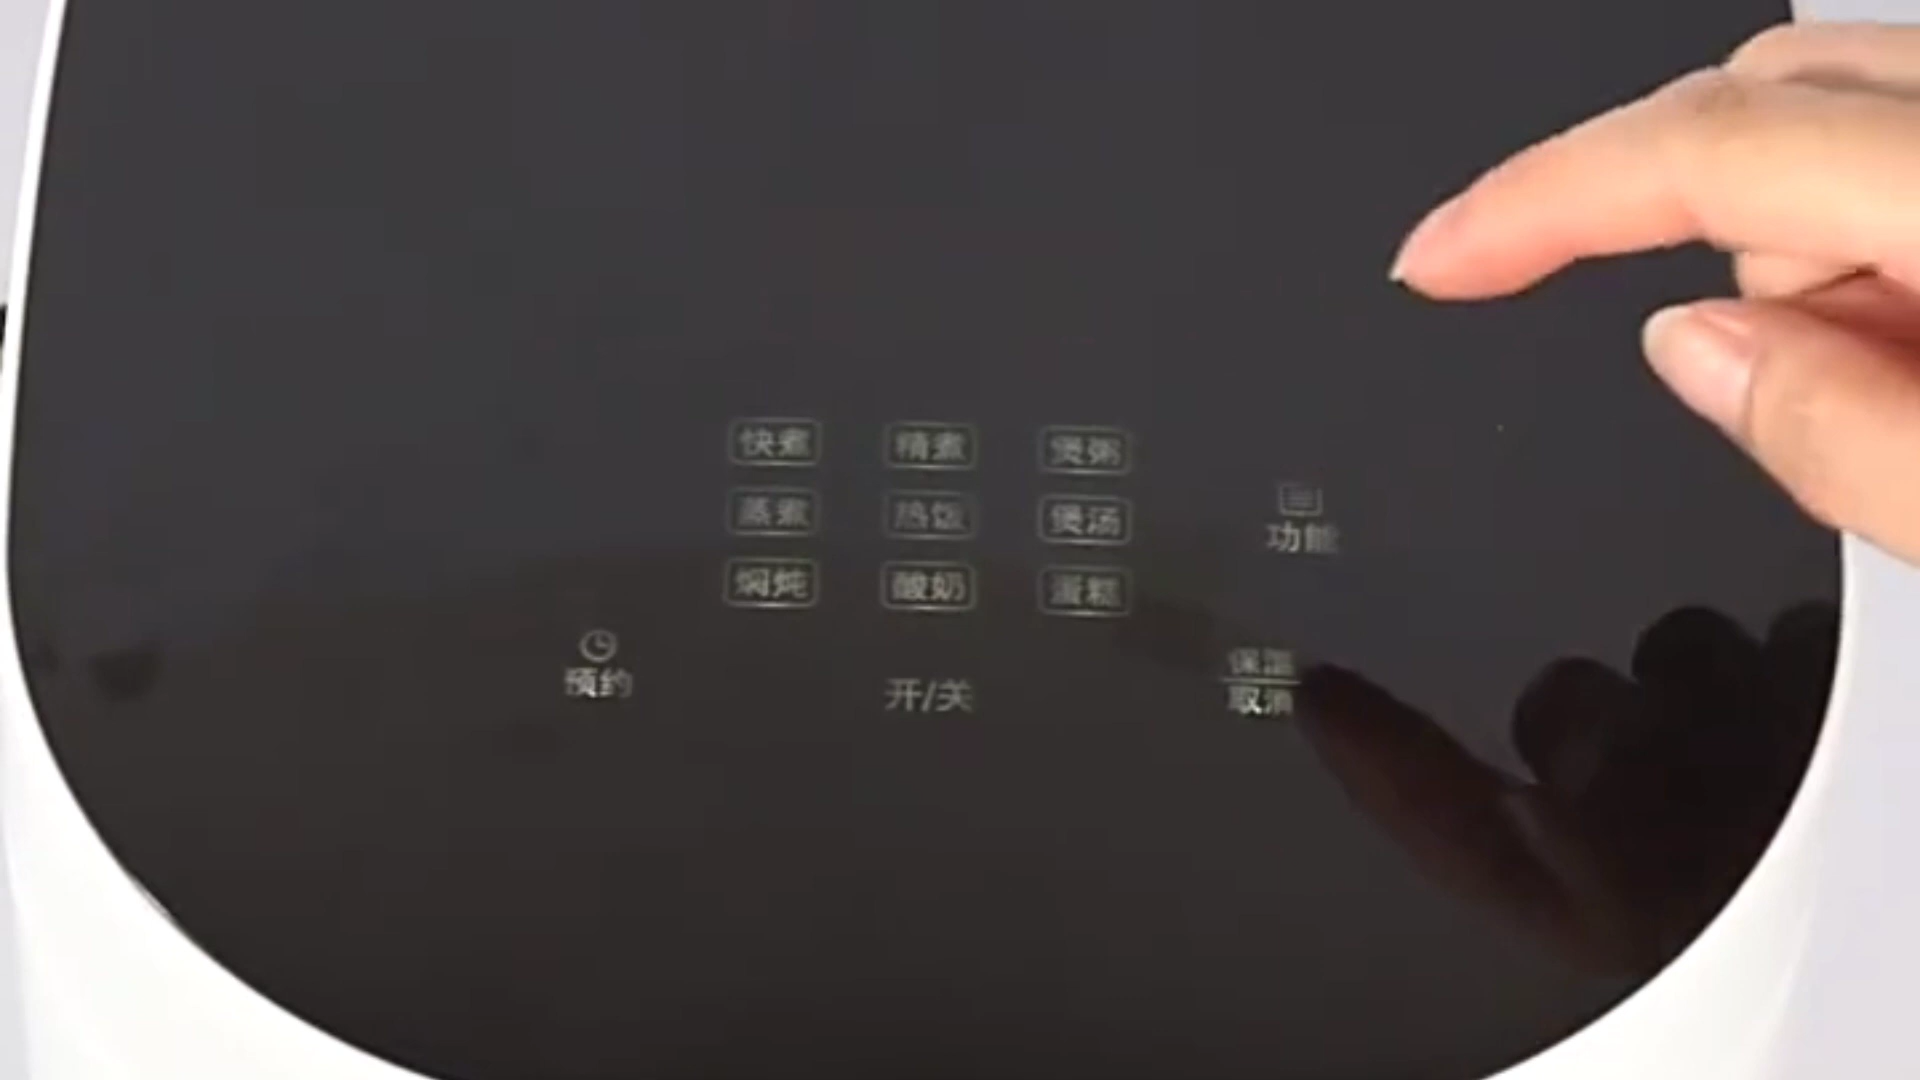 快煮 精煮 煲粥
蒸煮 热饭 煲汤
功能
焖炖 酸奶 蛋糕
预约
开/关
保温
取消